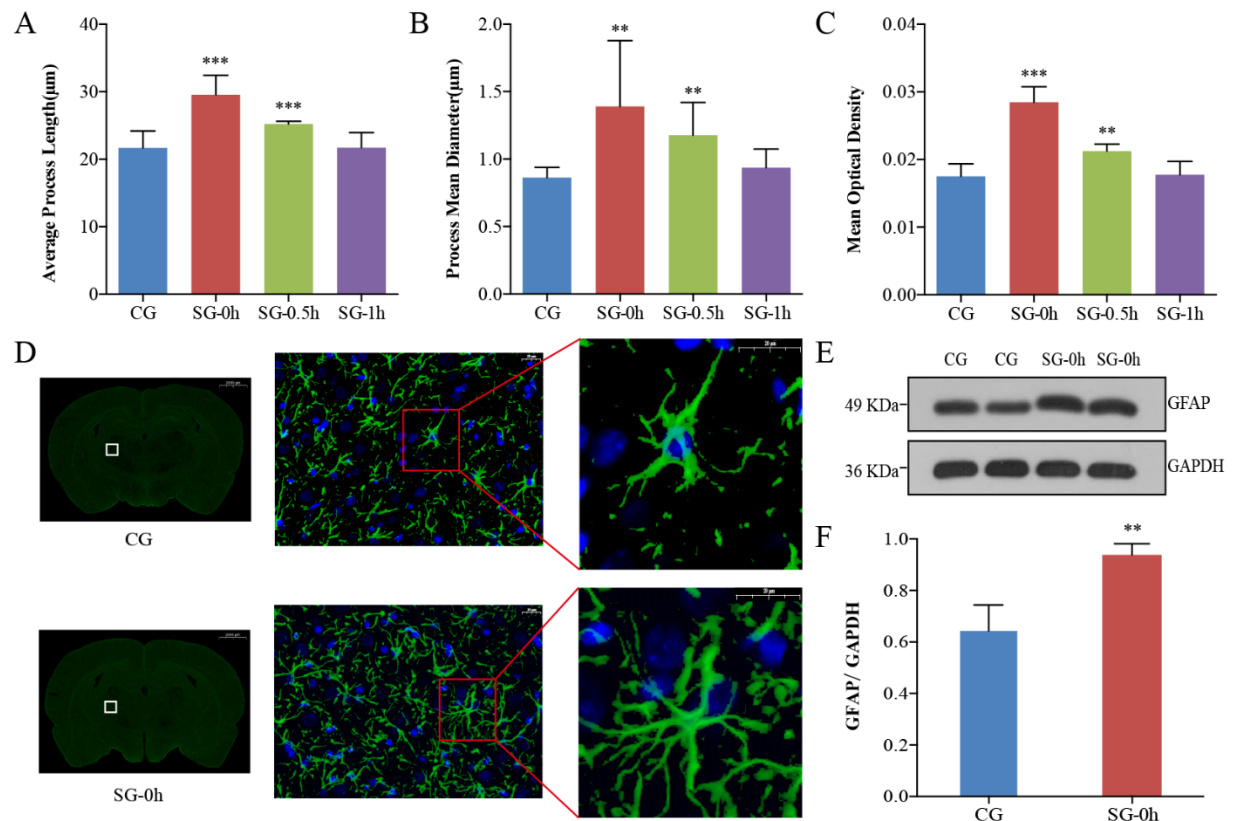 A
Average Process Length(μm)
40
30
20
10
0
***
***
CG
SG-0h
SG-0.5h
SG-1h
B
Process Mean Diameter(μm)
2.0
1.5
1.0
0.5
0.0
**
**
CG
SG-0h
SG-0.5h
SG-1h
C
Mean Optical Density
0.04
0.03
0.02
0.01
0.00
***
**
CG
SG-0h
SG-0.5h
SG-1h
D
CG
20 μm
SG-0h
20 μm
E
CG CG SG-0h SG-0h
49 KDa
GFAP
36 KDa
GAPDH
F
GFAP/ GAPDH
1.0
0.8
0.6
0.4
0.2
0.0
**
CG
SG-0h